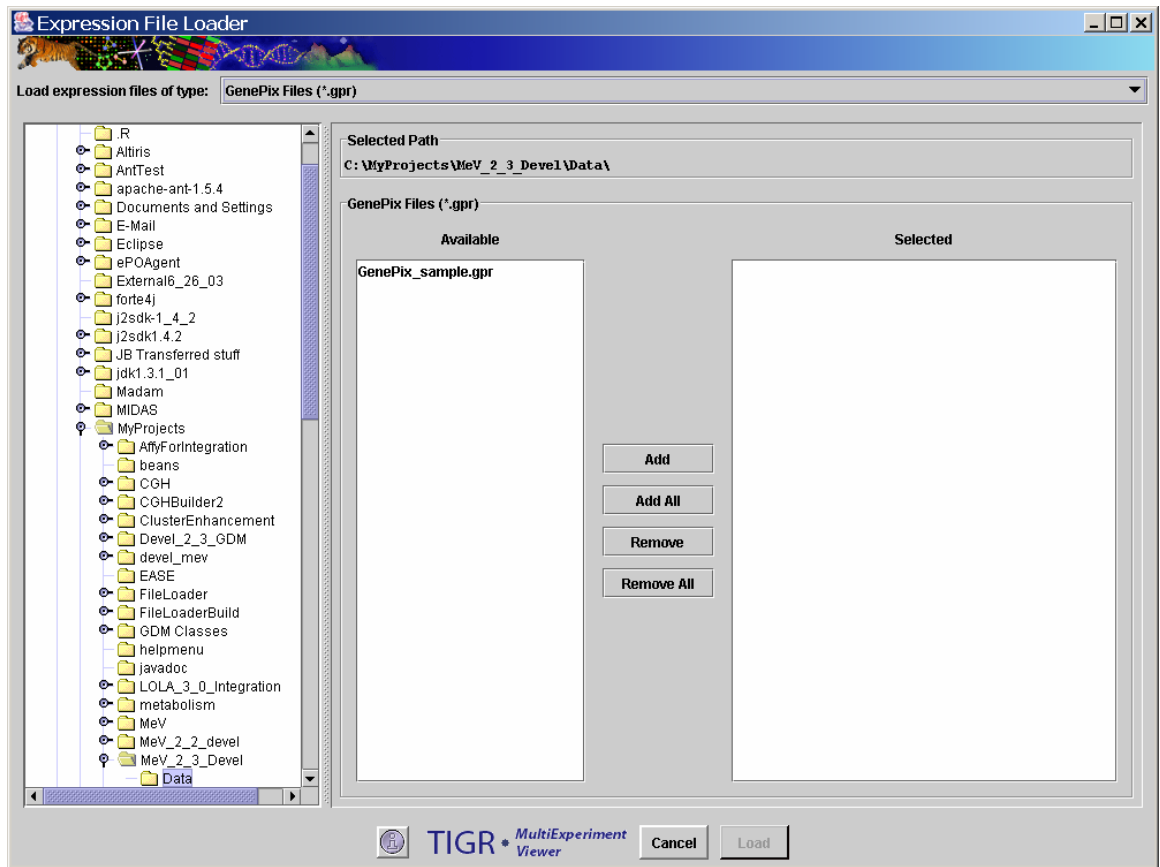 Expression File Loader
Load expression files of type: GenePix Files (*.gpr)
.R
Altiris
AntTest
apache-ant-1.5.4
Documents and Settings
E-Mail
Eclipse
ePOAgent
External6_26_03
forte4j
j2sdk-1_4_2
j2sdk1.4.2
JB Transferred stuff
jdk1.3.1_01
Madam
MIDAS
MyProjects
AffyForIntegration
beans
CGH
CGHBuilder2
ClusterEnhancement
Devel_2_3_GDM
devel_mev
EASE
FileLoader
FileLoaderBuild
GDM Classes
helpmenu
javadoc
LOLA_3_0_Integration
metabolism
MeV
MeV_2_2_devel
MeV_2_3_Devel
Data
Selected Path
C:\MyProjects\MeV_2_3_Devel\Data\
GenePix Files (*.gpr)
Available
Selected
GenePix_sample.gpr
Add
Add All
Remove
Remove All
TIGR • MultiExperiment
Viewer
Cancel
Load